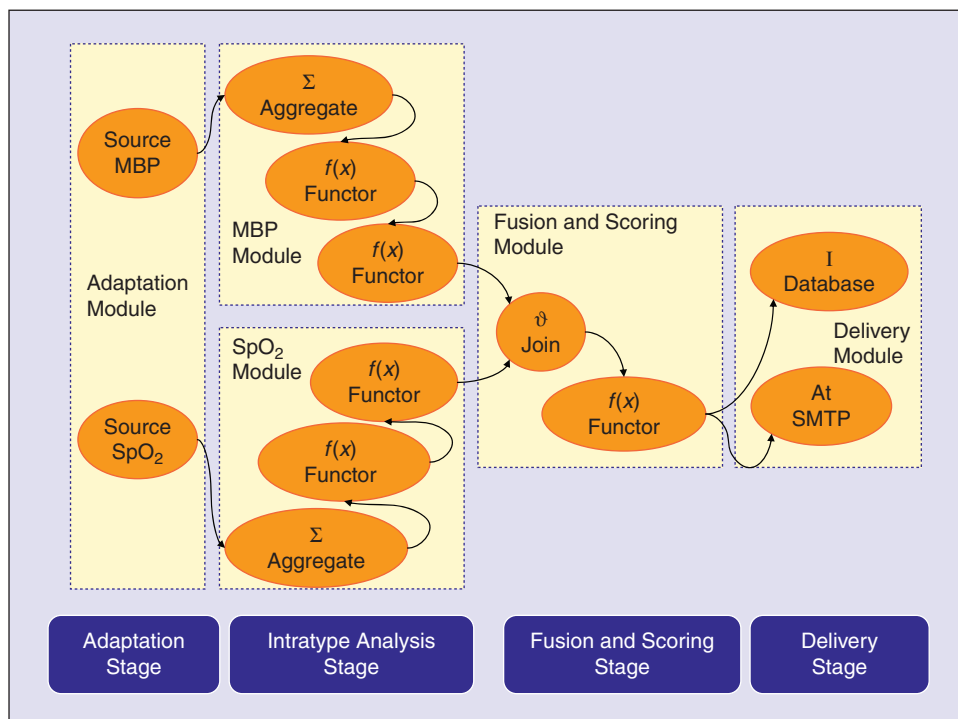 Adaptation
Module
Source
MBP
Source
SpO₂
Σ
Aggregate
f(x)
Functor
f(x)
Functor
MBP
Module
SpO₂
Module
f(x)
Functor
f(x)
Functor
Σ
Aggregate
Fusion and Scoring
Module
ϑ
Join
f(x)
Functor
I
Database
Delivery
Module
At
SMTP
Adaptation
Stage
Intratype Analysis
Stage
Fusion and Scoring
Stage
Delivery
Stage